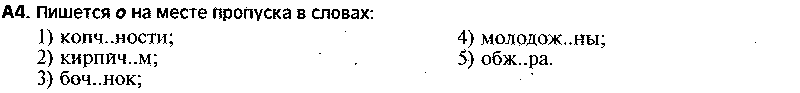 А4. Пишется о на месте пропуска в словах:
1) копч..ности;
2) кирпич..м;
3) боч..нок;
4) молодож..ны;
5) обж..ра.